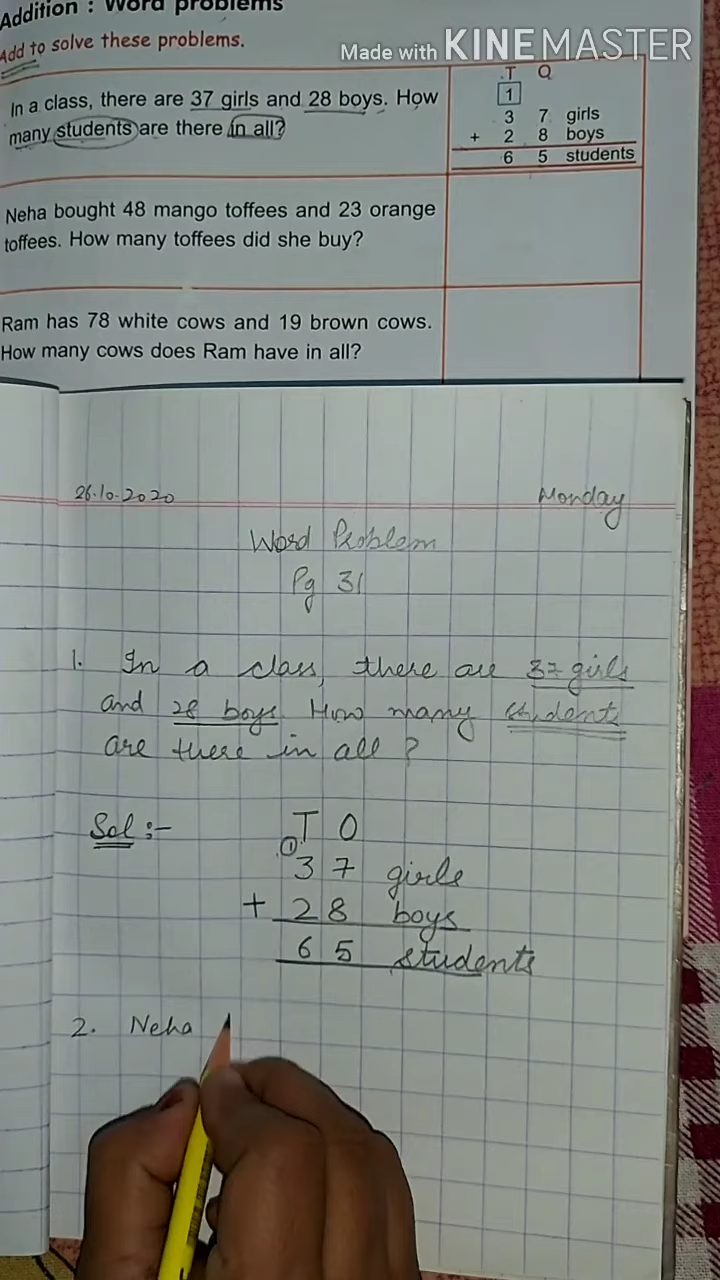 Addition : Word problems
Add to solve these problems.
Made with KINEMASTER
In a class, there are 37 girls and 28 boys. How
many students are there in all?
T O
1
3 7 girls
+ 2 8 boys
6 5 students
Neha bought 48 mango toffees and 23 orange
toffees. How many toffees did she buy?
Ram has 78 white cows and 19 brown cows.
How many cows does Ram have in all?
26.10.2020 Monday
Word Problem
Pg 31
1. In a class, there are 37 girls
and 28 boys. How many students
are there in all ?
Sol :-
T O
1
3 7 girls
+ 2 8 boys
6 5 students
2. Neha